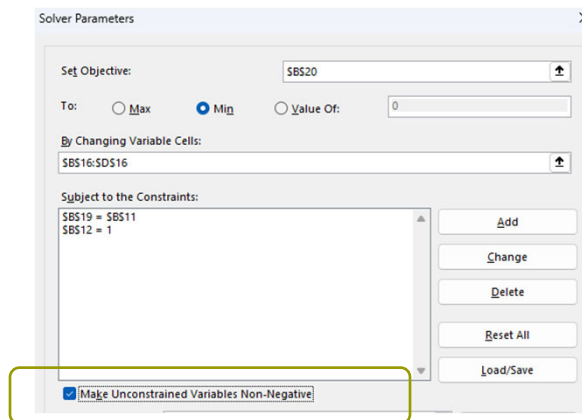 Solver Parameters
Set Objective: $B$20
To: Max Min Value Of: 0
By Changing Variable Cells:
$B$16:$D$16
Subject to the Constraints:
$B$19 = $B$11
$B$12 = 1
Add
Change
Delete
Reset All
Load/Save
Make Unconstrained Variables Non-Negative